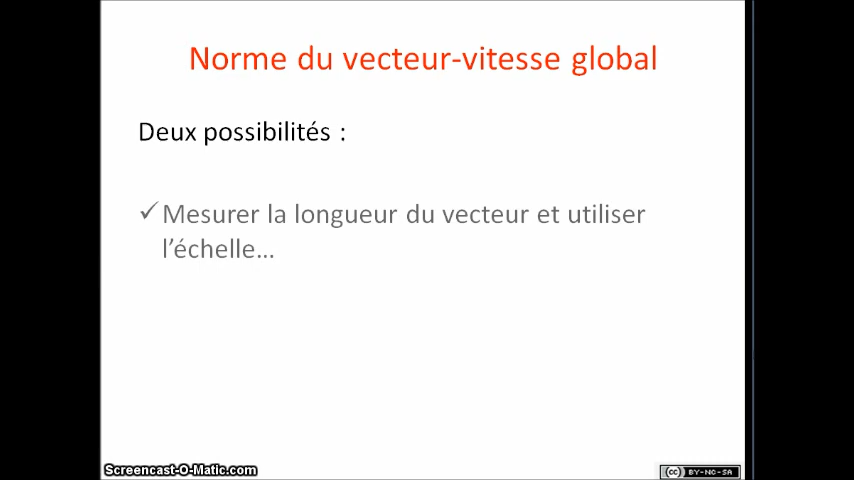 Norme du vecteur-vitesse global
Deux possibilités :
✓Mesurer la longueur du vecteur et utiliser
l’échelle…
Screencast-O-Matic.com
(cc) BY-NC-SA